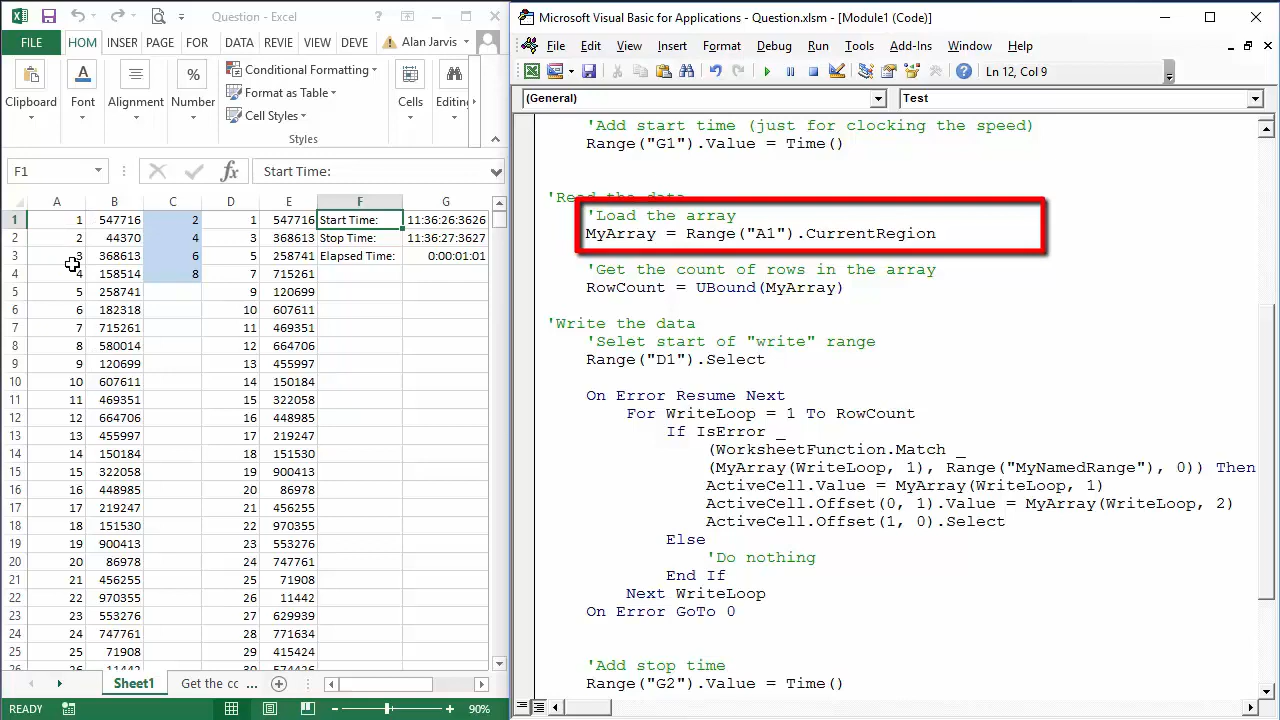 Question - Excel
FILE HOM INSER PAGE FOR DATA REVIE VIEW DEVE Alan Jarvis
Clipboard Font Alignment Number Conditional Formatting Format as Table Cell Styles Styles Cells Editing
F1 fx Start Time:
A B C D E F G
1 1 547716 2 1 547716 Start Time: 11:36:26:3626
2 2 44370 4 3 368613 Stop Time: 11:36:27:3627
3 3 368613 6 5 258741 Elapsed Time: 0:00:01:01
4 4 158514 8 7 715261
5 5 258741 9 120699
6 6 182318 10 607611
7 7 715261 11 469351
8 8 580014 12 664706
9 9 120699 13 455997
10 10 607611 14 150184
11 11 469351 15 322058
12 12 664706 16 448985
13 13 455997 17 219247
14 14 150184 18 151530
15 15 322058 19 900413
16 16 448985 20 86978
17 17 219247 21 456255
18 18 151530 22 970355
19 19 900413 23 553276
20 20 86978 24 747761
21 21 456255 25 71908
22 22 970355 26 11442
23 23 553276 27 629939
24 24 747761 28 771634
25 25 71908 29 415424
26 26 11442 30 574426
Sheet1 Get the cc ...
READY 90%
Microsoft Visual Basic for Applications - Question.xlsm - [Module1 (Code)]
File Edit View Insert Format Debug Run Tools Add-Ins Window Help
Ln 12, Col 9
(General) Test
'Add start time (just for clocking the speed)
Range("G1").Value = Time()
'Read the data
'Load the array
MyArray = Range("A1").CurrentRegion
'Get the count of rows in the array
RowCount = UBound(MyArray)
'Write the data
'Selet start of "write" range
Range("D1").Select
On Error Resume Next
For WriteLoop = 1 To RowCount
If IsError _
(WorksheetFunction.Match _
(MyArray(WriteLoop, 1), Range("MyNamedRange"), 0)) Then
ActiveCell.Value = MyArray(WriteLoop, 1)
ActiveCell.Offset(0, 1).Value = MyArray(WriteLoop, 2)
ActiveCell.Offset(1, 0).Select
Else
'Do nothing
End If
Next WriteLoop
On Error GoTo 0
'Add stop time
Range("G2").Value = Time()